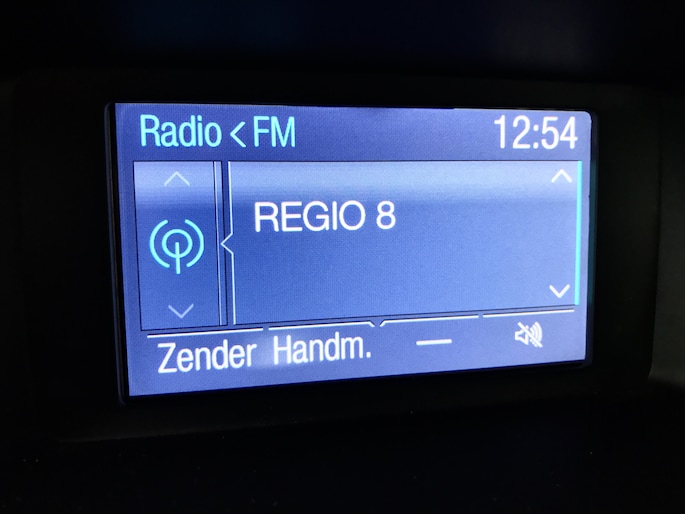 Radio < FM 12:54
REGIO 8
Zender Handm. —